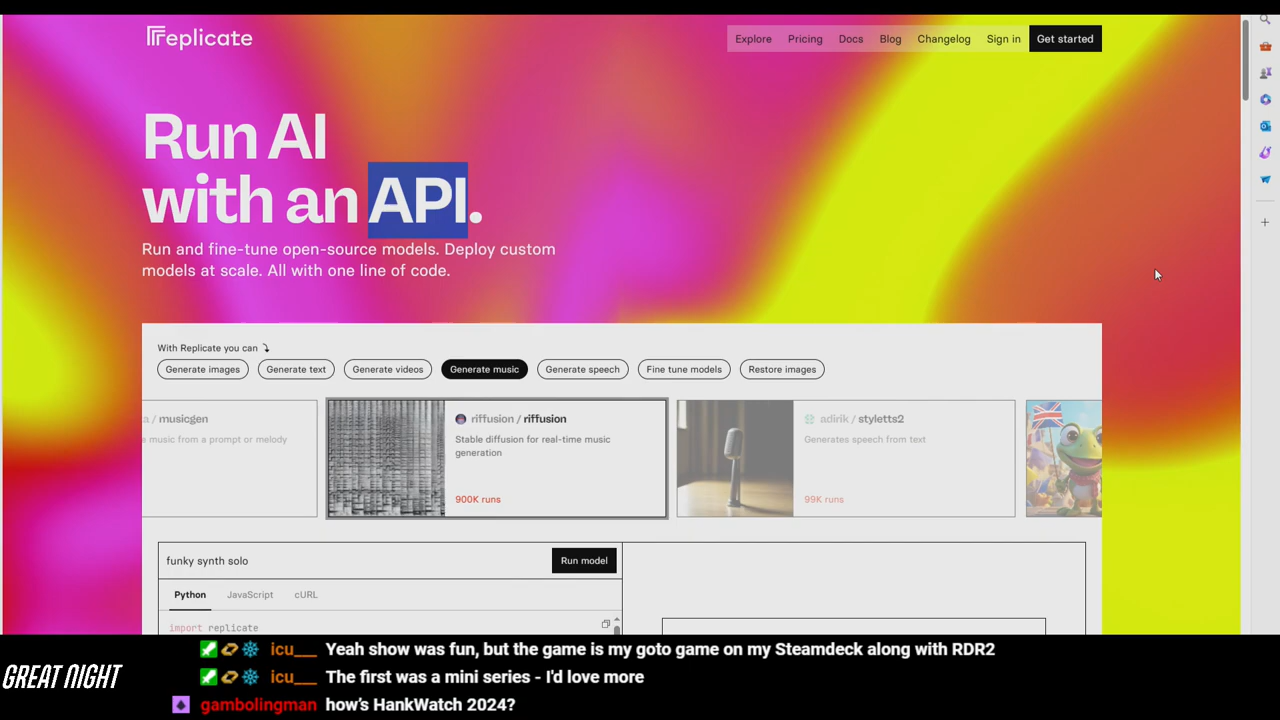 replicate
Explore Pricing Docs Blog Changelog Sign in Get started
Run AI
with an API.
Run and fine-tune open-source models. Deploy custom
models at scale. All with one line of code.
With Replicate you can
Generate images Generate text Generate videos Generate music Generate speech Fine tune models Restore images
a / musicgen
music from a prompt or melody
riffusion / riffusion
Stable diffusion for real-time music
generation
900K runs
adirik / styletts2
Generates speech from text
99K runs
funky synth solo
Run model
Python JavaScript cURL
import replicate
GREAT NIGHT
icu___ Yeah show was fun, but the game is my goto game on my Steamdeck along with RDR2
icu___ The first was a mini series - I'd love more
gambolingman how's HankWatch 2024?